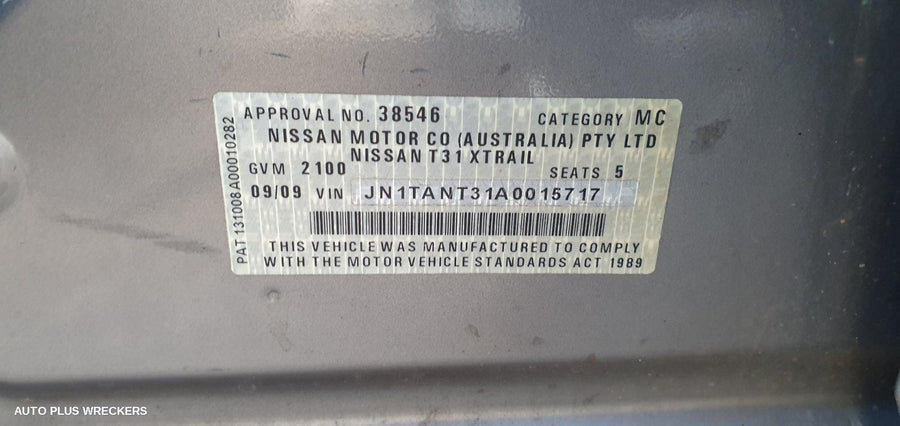 APPROVAL NO. 38546 CATEGORY MC
NISSAN MOTOR CO (AUSTRALIA) PTY LTD
NISSAN T31 XTRAIL
GVM 2100 SEATS 5
09/09 VIN JN1TANT31A0015717
THIS VEHICLE WAS MANUFACTURED TO COMPLY
WITH THE MOTOR VEHICLE STANDARDS ACT 1989
PAT 131008A00010282
AUTO PLUS WRECKERS